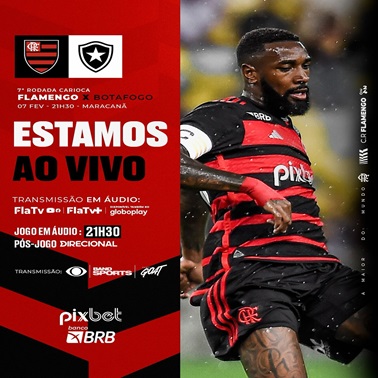 7ª RODADA CARIOCA
FLAMENGO X BOTAFOGO
07 FEV - 21H30 - MARACANÃ
ESTAMOS
AO VIVO
TRANSMISSÃO EM ÁUDIO:
FlaTv | FlaTv+ | globoplay
JOGO EM ÁUDIO: 21H30
PÓS-JOGO DIRECIONAL
TRANSMISSÃO: BAND SPORTS GOAT
pixbet
banco
BRB
pixbet
C.R.FLAMENGO
A MAIOR DO MUNDO